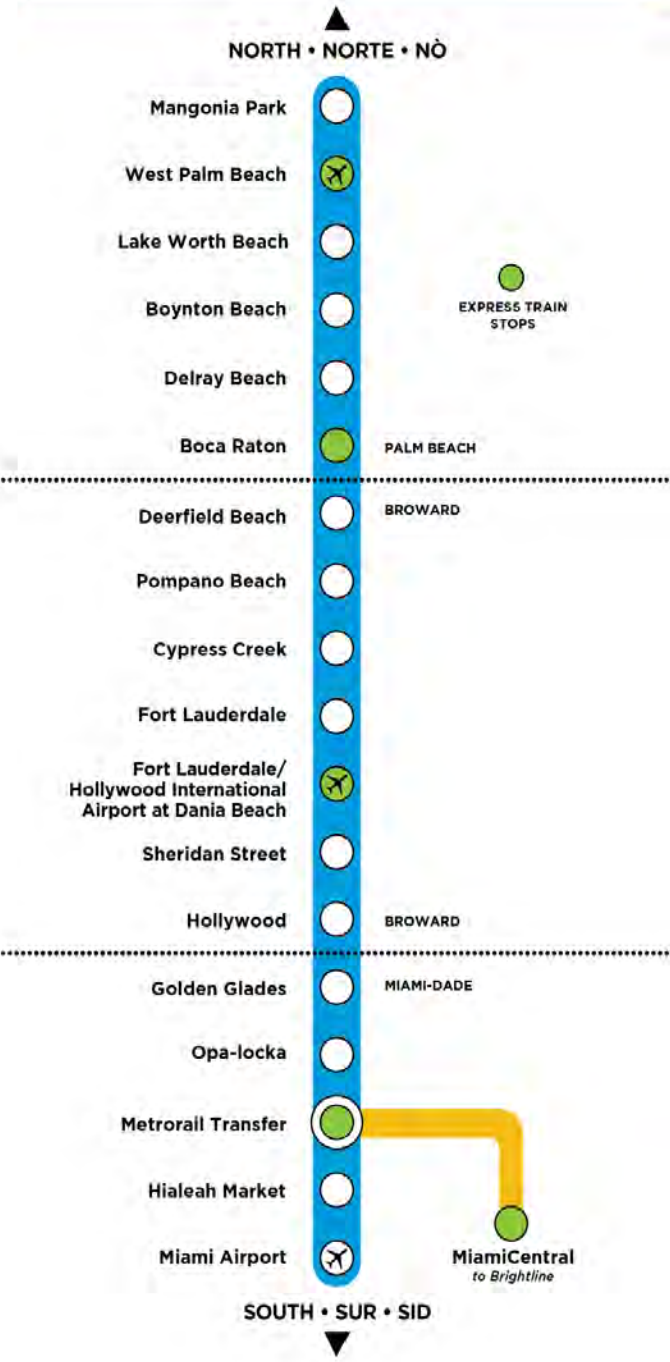 NORTH • NORTE • NÒ
Mangonia Park
West Palm Beach
Lake Worth Beach
EXPRESS TRAIN
STOPS
Boynton Beach
Delray Beach
Boca Raton
PALM BEACH
Deerfield Beach
BROWARD
Pompano Beach
Cypress Creek
Fort Lauderdale
Fort Lauderdale/
Hollywood International
Airport at Dania Beach
Sheridan Street
Hollywood
BROWARD
Golden Glades
MIAMI-DADE
Opa-locka
Metrorail Transfer
Hialeah Market
Miami Airport
MiamiCentral
to Brightline
SOUTH • SUR • SID